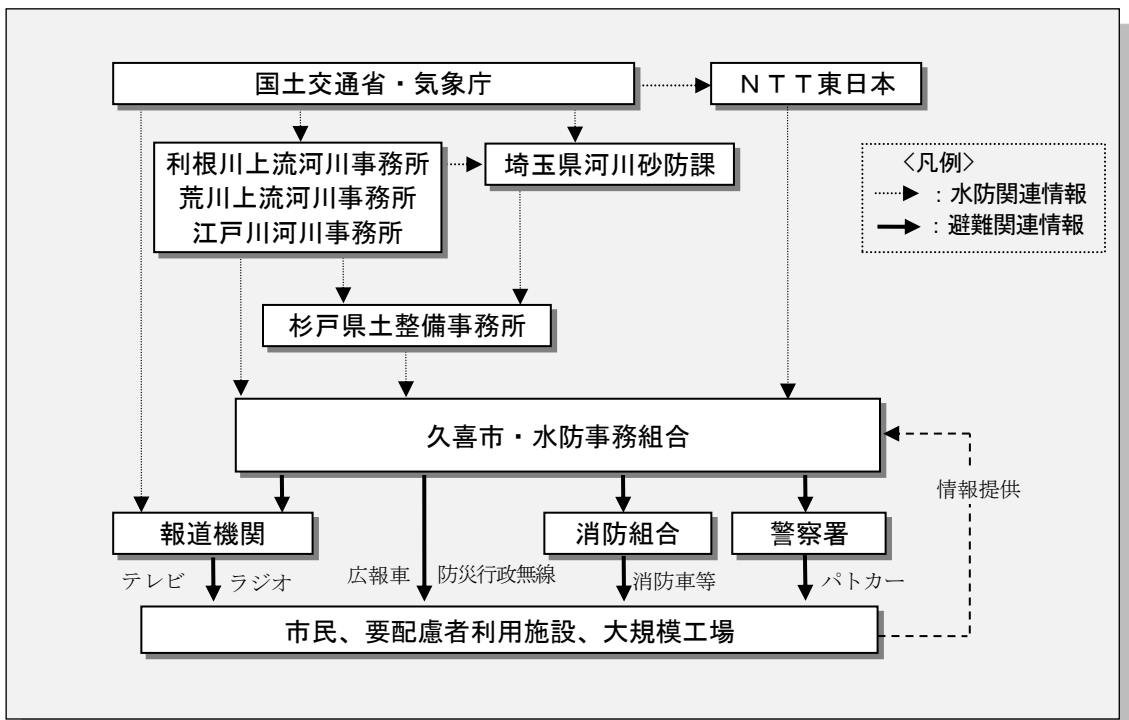 国土交通省・気象庁
ＮＴＴ東日本
利根川上流河川事務所
荒川上流河川事務所
江戸川河川事務所
埼玉県河川砂防課
〈凡例〉
：水防関連情報
：避難関連情報
杉戸県土整備事務所
久喜市・水防事務組合
情報提供
報道機関
消防組合
警察署
テレビ
ラジオ
広報車
防災行政無線
消防車等
パトカー
市民、要配慮者利用施設、大規模工場